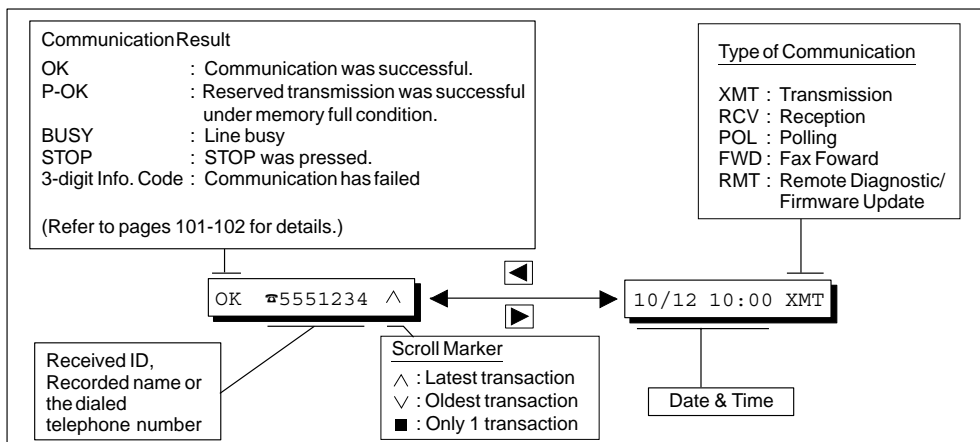 Communication Result
OK : Communication was successful.
P-OK : Reserved transmission was successful
under memory full condition.
BUSY : Line busy
STOP : STOP was pressed.
3-digit Info. Code : Communication has failed
(Refer to pages 101-102 for details.)
Type of Communication
XMT : Transmission
RCV : Reception
POL : Polling
FWD : Fax Foward
RMT : Remote Diagnostic/
Firmware Update
OK ☎5551234 ∧
10/12 10:00 XMT
Received ID,
Recorded name or
the dialed
telephone number
Scroll Marker
∧ : Latest transaction
∨ : Oldest transaction
■ : Only 1 transaction
Date & Time